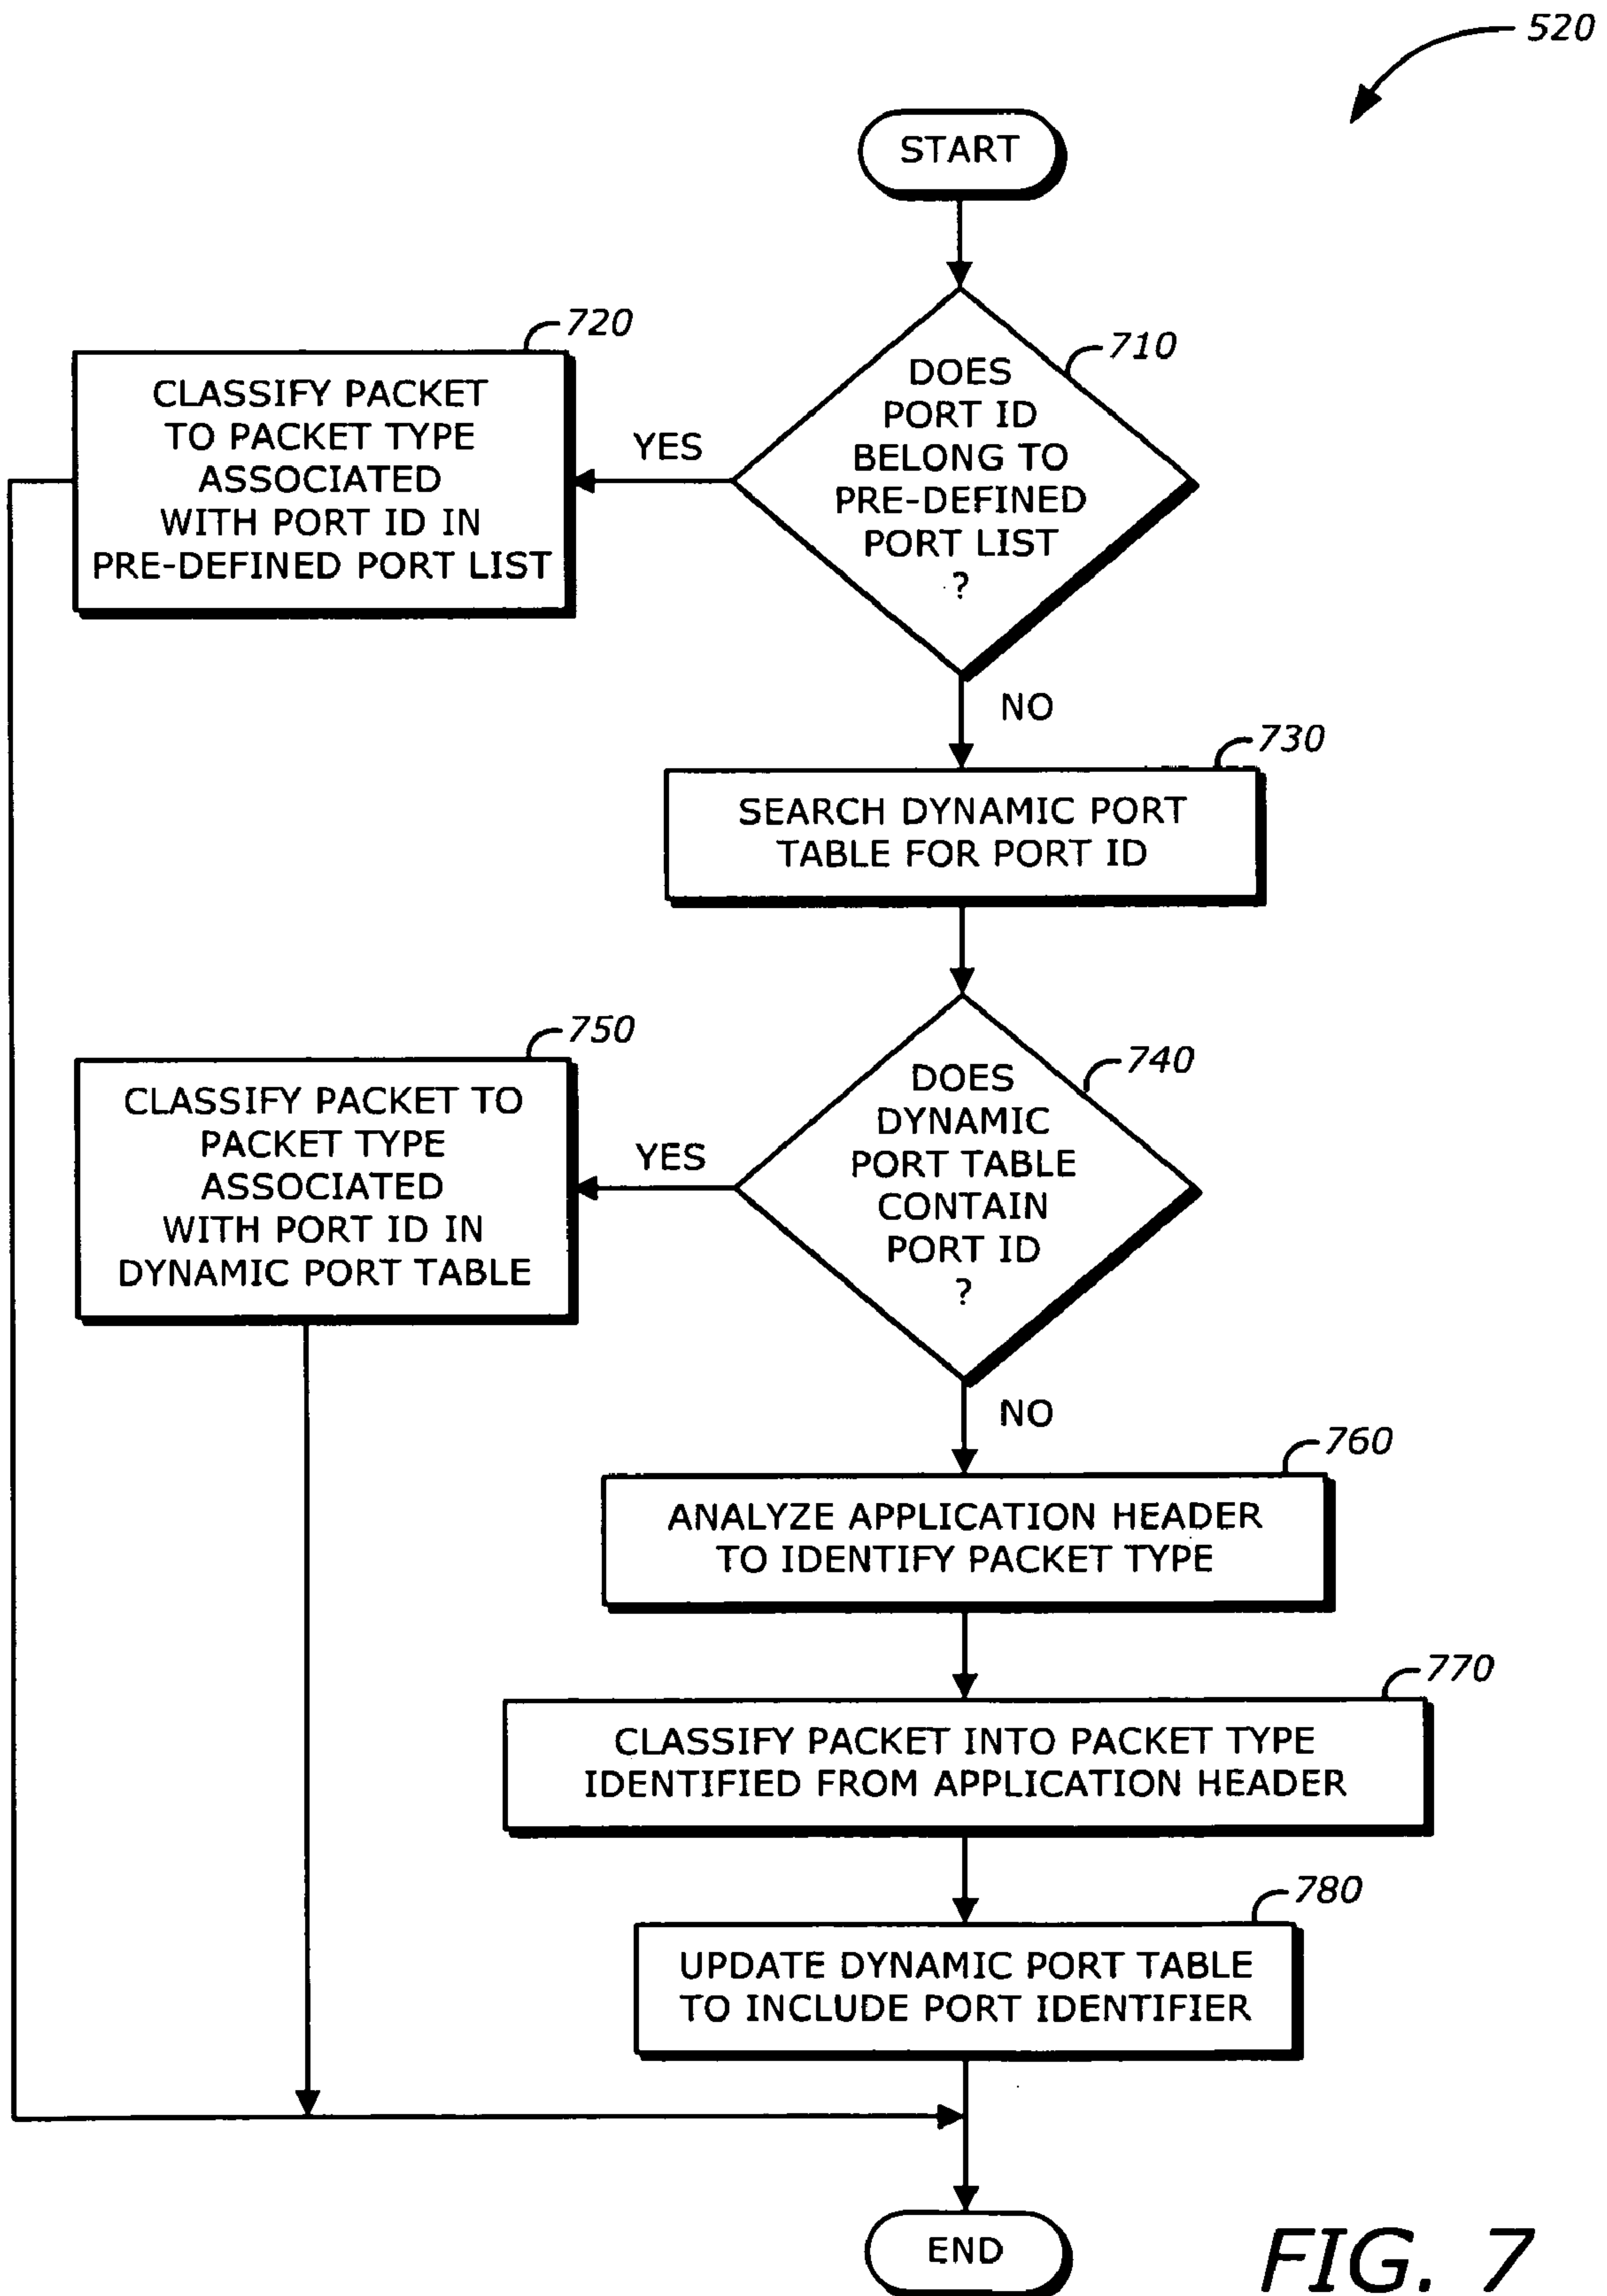 520
START
720
710
CLASSIFY PACKET
TO PACKET TYPE
ASSOCIATED
WITH PORT ID IN
PRE-DEFINED PORT LIST
YES
DOES
PORT ID
BELONG TO
PRE-DEFINED
PORT LIST
?
NO
730
SEARCH DYNAMIC PORT
TABLE FOR PORT ID
750
740
CLASSIFY PACKET TO
PACKET TYPE
ASSOCIATED
WITH PORT ID IN
DYNAMIC PORT TABLE
YES
DOES
DYNAMIC
PORT TABLE
CONTAIN
PORT ID
?
NO
760
ANALYZE APPLICATION HEADER
TO IDENTIFY PACKET TYPE
770
CLASSIFY PACKET INTO PACKET TYPE
IDENTIFIED FROM APPLICATION HEADER
780
UPDATE DYNAMIC PORT TABLE
TO INCLUDE PORT IDENTIFIER
END
FIG. 7